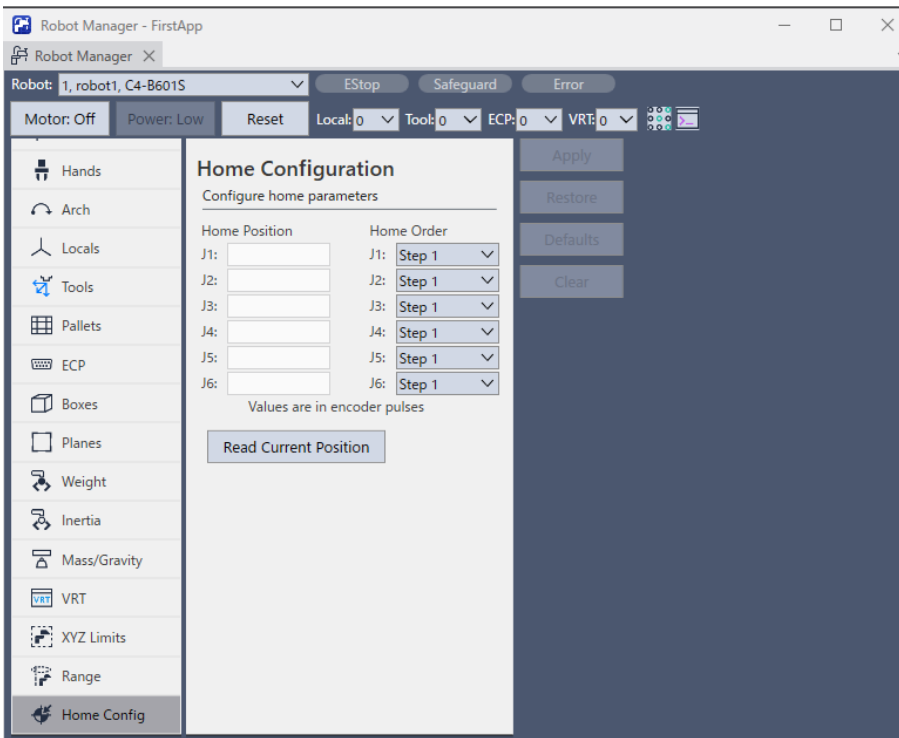 Robot Manager - FirstApp
Robot Manager
Robot: 1, robot1, C4-B601S EStop Safeguard Error
Motor: Off Power: Low Reset Local: 0 Tool: 0 ECP: 0 VRT: 0
Hands
Arch
Locals
Tools
Pallets
ECP
Boxes
Planes
Weight
Inertia
Mass/Gravity
VRT VRT
XYZ Limits
Range
Home Config
Home Configuration
Configure home parameters
Home Position Home Order
J1: J1: Step 1
J2: J2: Step 1
J3: J3: Step 1
J4: J4: Step 1
J5: J5: Step 1
J6: J6: Step 1
Values are in encoder pulses
Read Current Position
Apply
Restore
Defaults
Clear